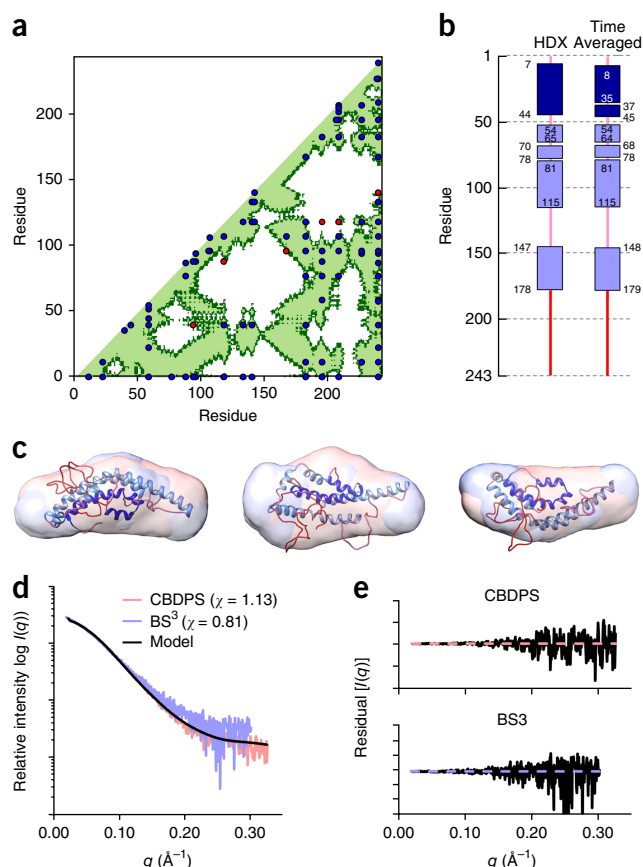 a
Residue
200
150
100
50
0
0
50
100
150
200
Residue
b
HDX
Time
Averaged
Residue
1
50
100
150
200
243
7
44
54
65
70
78
81
115
147
178
8
35
37
45
54
64
68
78
81
115
148
179
c
d
Relative intensity log I(q))
CBDPS (χ = 1.13)
BS³ (χ = 0.81)
Model
0.00
0.10
0.20
0.30
q (Å⁻¹)
e
Residual [I(q)]
CBDPS
BS3
0.00
0.10
0.20
0.30
q (Å⁻¹)